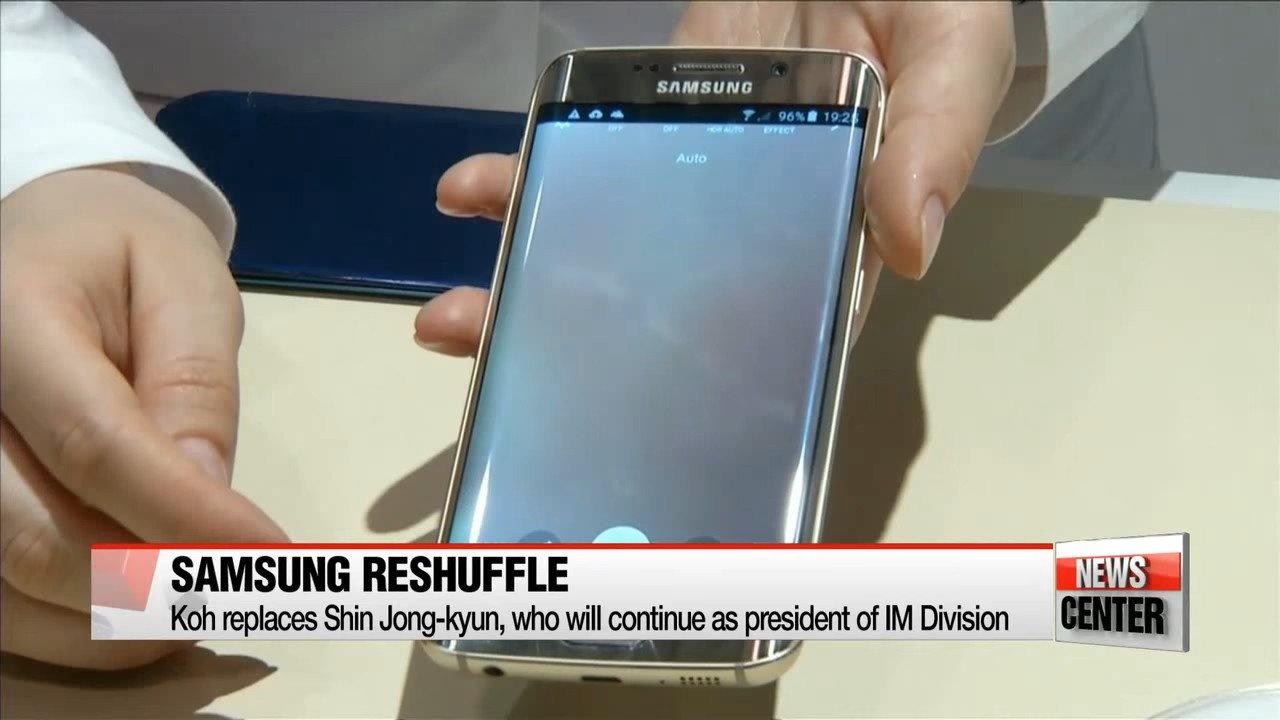 SAMSUNG
96% 19:25
OFF OFF HDR AUTO EFFECT
Auto
SAMSUNG RESHUFFLE
Koh replaces Shin Jong-kyun, who will continue as president of IM Division
NEWS
CENTER